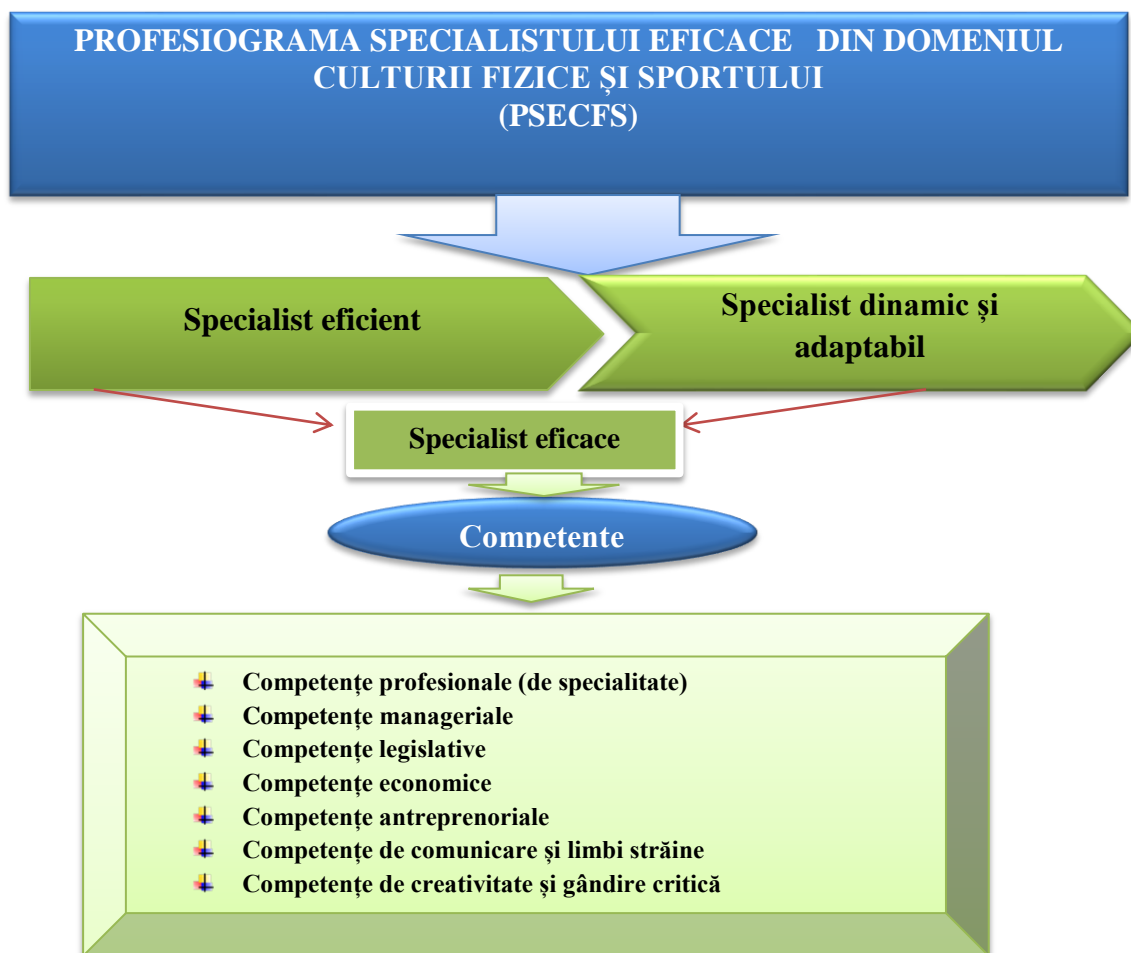 PROFESIOGRAMA SPECIALISTULUI EFICACE DIN DOMENIUL
CULTURII FIZICE ȘI SPORTULUI
(PSECFS)
Specialist eficient
Specialist dinamic și
adaptabil
Specialist eficace
Competente
Competențe profesionale (de specialitate)
Competențe manageriale
Competențe legislative
Competențe economice
Competențe antreprenoriale
Competențe de comunicare și limbi străine
Competențe de creativitate și gândire critică